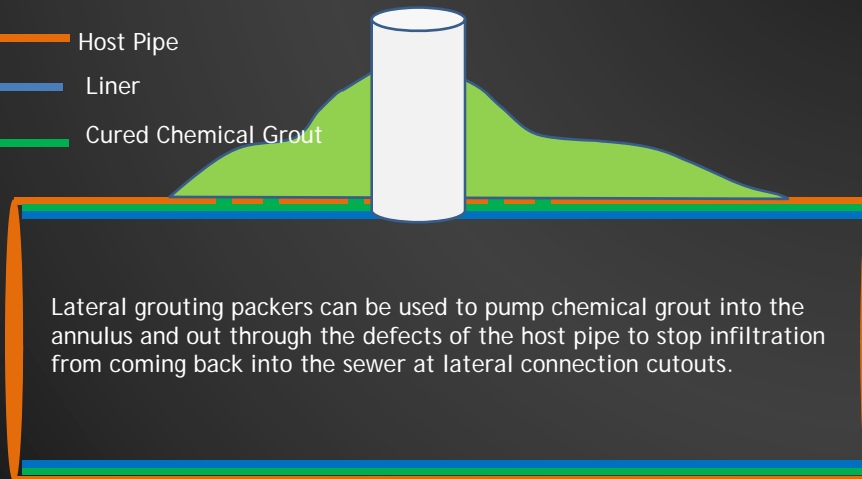 Host Pipe
Liner
Cured Chemical Grout
Lateral grouting packers can be used to pump chemical grout into the
annulus and out through the defects of the host pipe to stop infiltration
from coming back into the sewer at lateral connection cutouts.